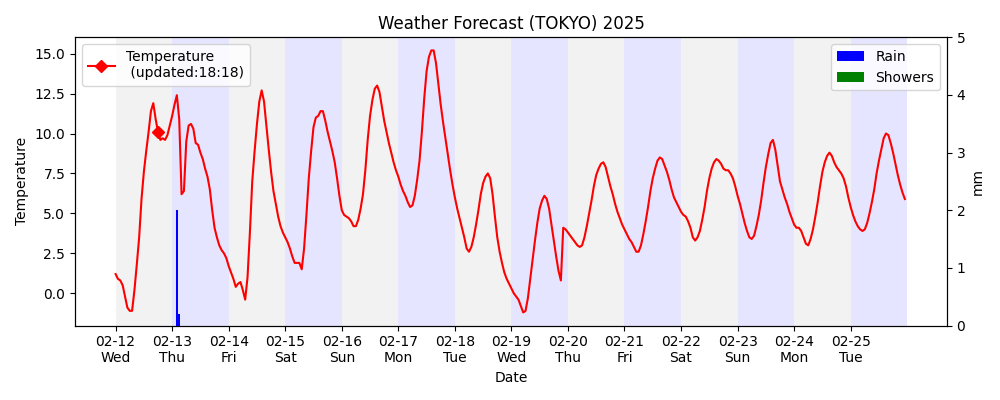 Weather Forecast (TOKYO) 2025
Temperature
(updated:18:18)
Rain
Showers
15.0
12.5
10.0
7.5
5.0
2.5
0.0
Temperature
5
4
3
2
1
0
mm
02-12 02-13 02-14 02-15 02-16 02-17 02-18 02-19 02-20 02-21 02-22 02-23 02-24 02-25
Wed Thu Fri Sat Sun Mon Tue Wed Thu Fri Sat Sun Mon Tue
Date